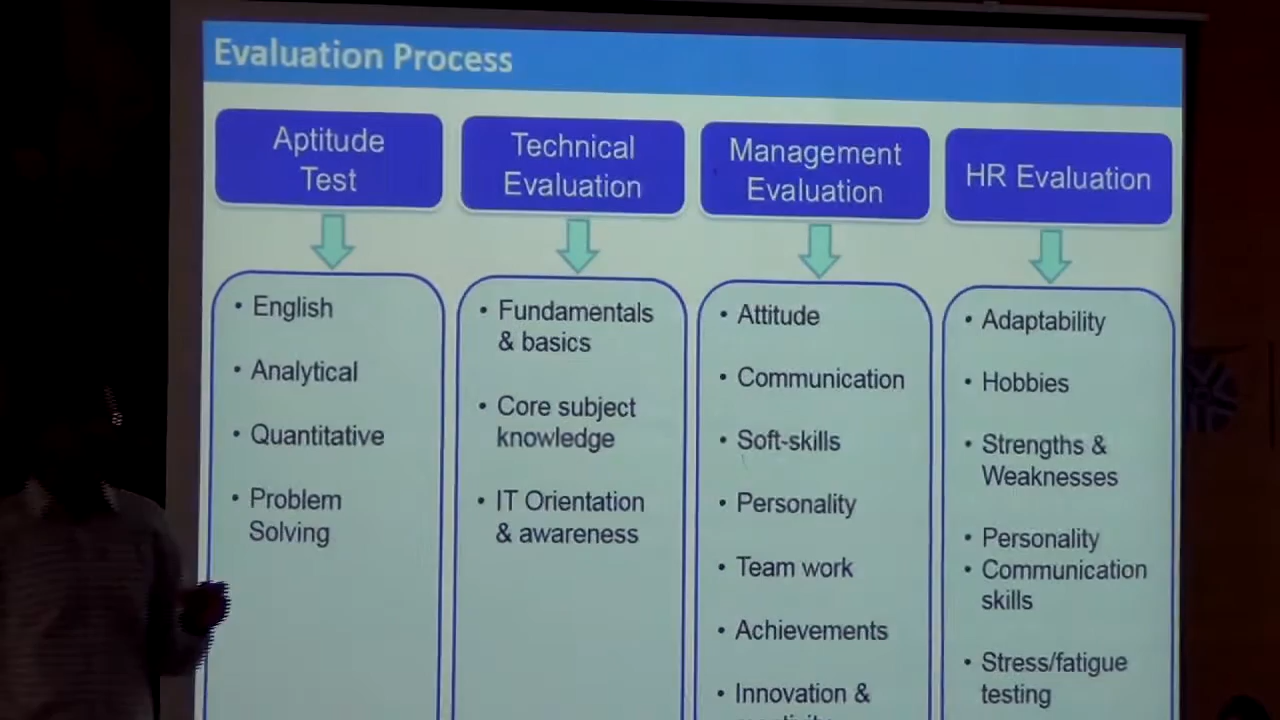 Evaluation Process
Aptitude
Test
Technical
Evaluation
Management
Evaluation
HR Evaluation
• English
• Analytical
• Quantitative
• Problem
Solving
• Fundamentals
& basics
• Core subject
knowledge
• IT Orientation
& awareness
• Attitude
• Communication
• Soft-skills
• Personality
• Team work
• Achievements
• Innovation &
• Adaptability
• Hobbies
• Strengths &
Weaknesses
• Personality
• Communication
skills
• Stress/fatigue
testing